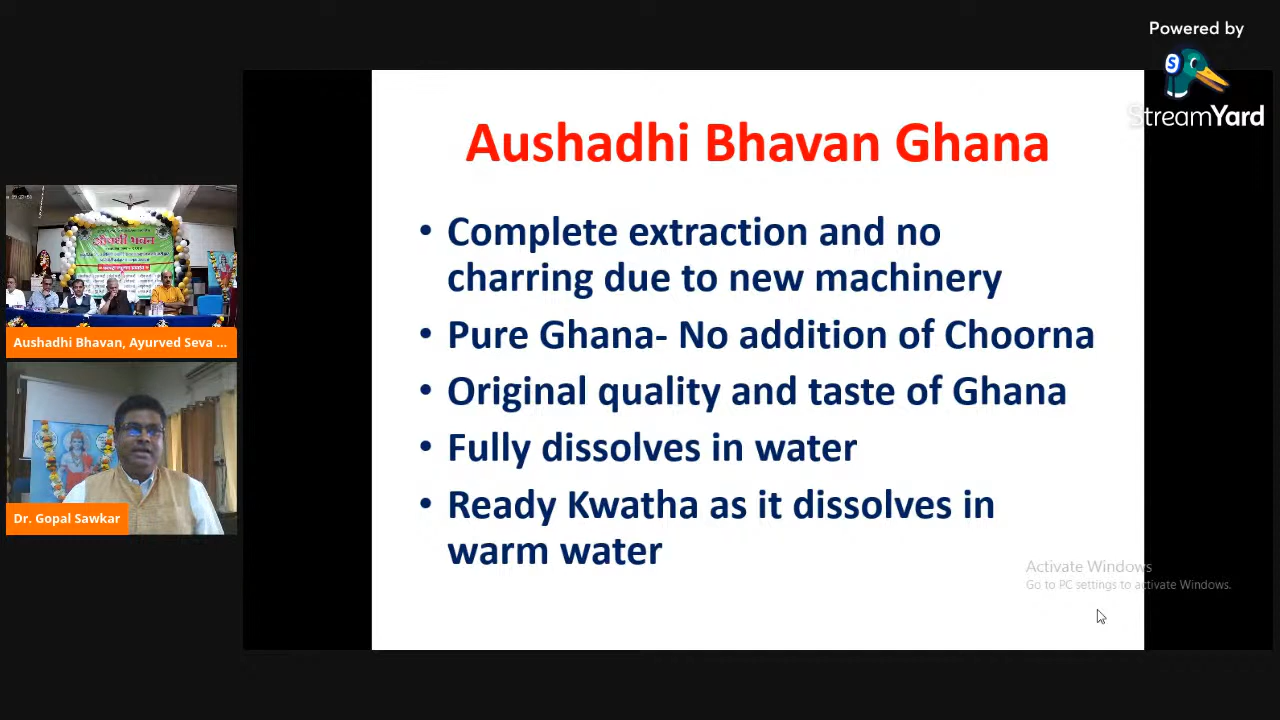 Powered by
StreamYard
Aushadhi Bhavan Ghana
• Complete extraction and no
charring due to new machinery
• Pure Ghana- No addition of Choorna
• Original quality and taste of Ghana
• Fully dissolves in water
• Ready Kwatha as it dissolves in
warm water
औषधी भवन
Aushadhi Bhavan, Ayurved Seva ...
Dr. Gopal Sawkar
Activate Windows
Go to PC settings to activate Windows.